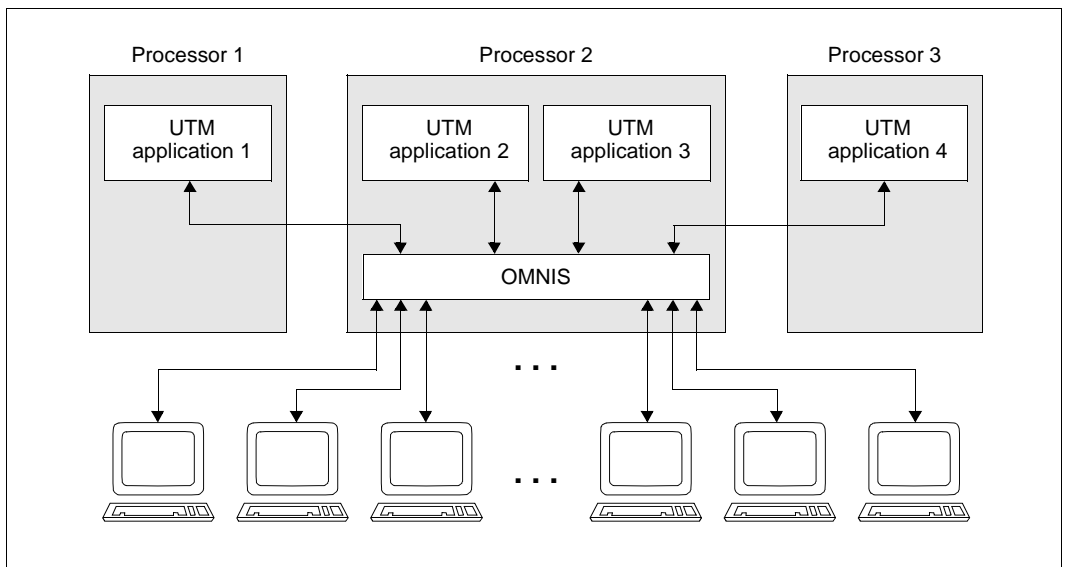 Processor 1
Processor 2
Processor 3
UTM
application 1
UTM
application 2
UTM
application 3
UTM
application 4
OMNIS
. . .
. . .